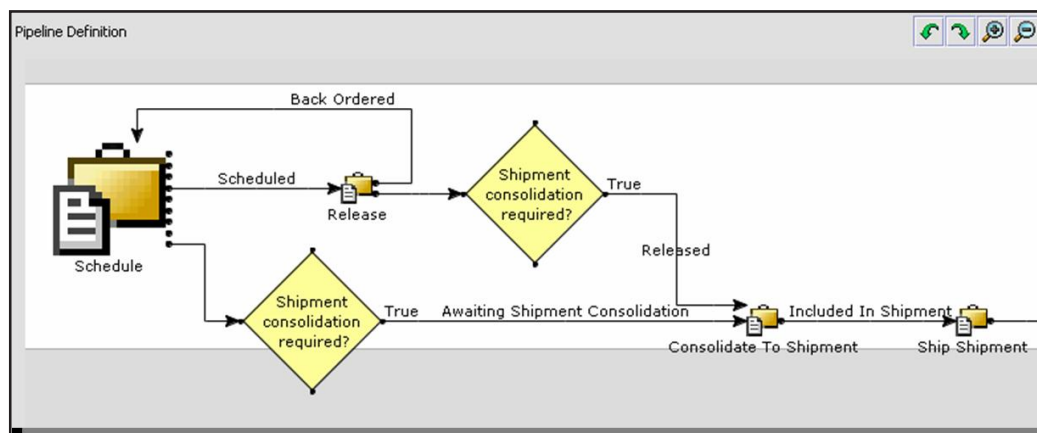 Pipeline Definition
Back Ordered
Scheduled
Release
Shipment
consolidation
required?
True
Released
Schedule
Shipment
consolidation
required?
True
Awaiting Shipment Consolidation
Included In Shipment
Consolidate To Shipment
Ship Shipment